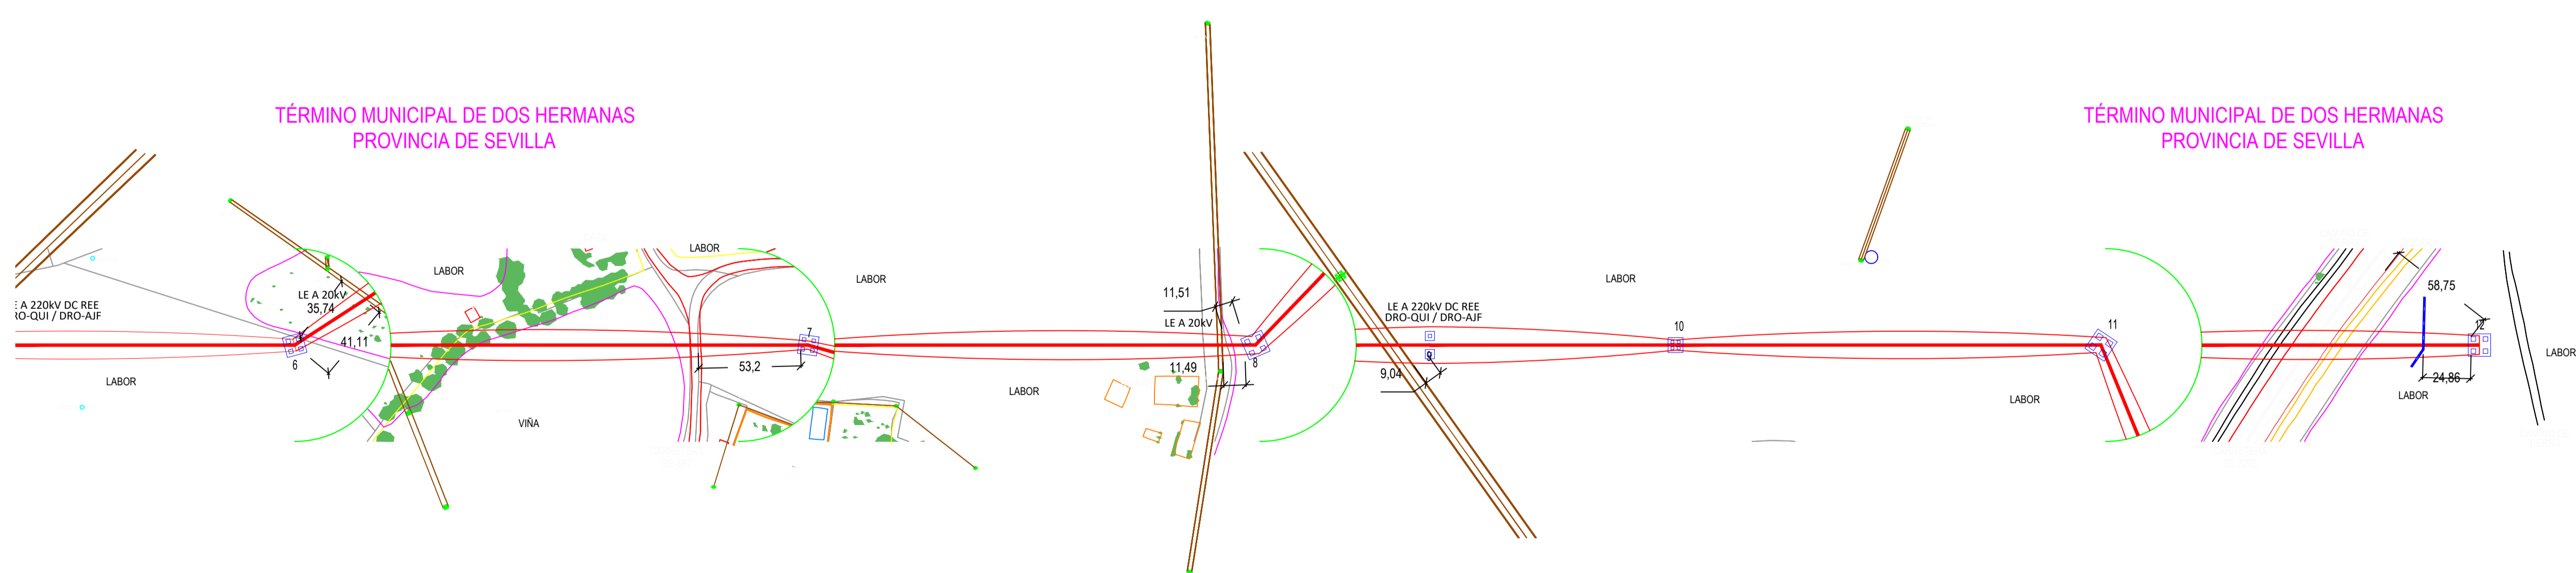 TÉRMINO MUNICIPAL DE DOS HERMANAS
PROVINCIA DE SEVILLA
TÉRMINO MUNICIPAL DE DOS HERMANAS
PROVINCIA DE SEVILLA
E A 220kV DC REE
RO-QUI / DRO-AJF
LABOR
LE A 20kV
35,74
41,11
6
LABOR
VIÑA
LABOR
7
53,2
LABOR
LABOR
11,51
LE A 20kV
11,49
8
LE A 220kV DC REE
DRO-QUI / DRO-AJF
9
9,04
LABOR
10
LABOR
11
58,75
12
24,86
LABOR
LABOR